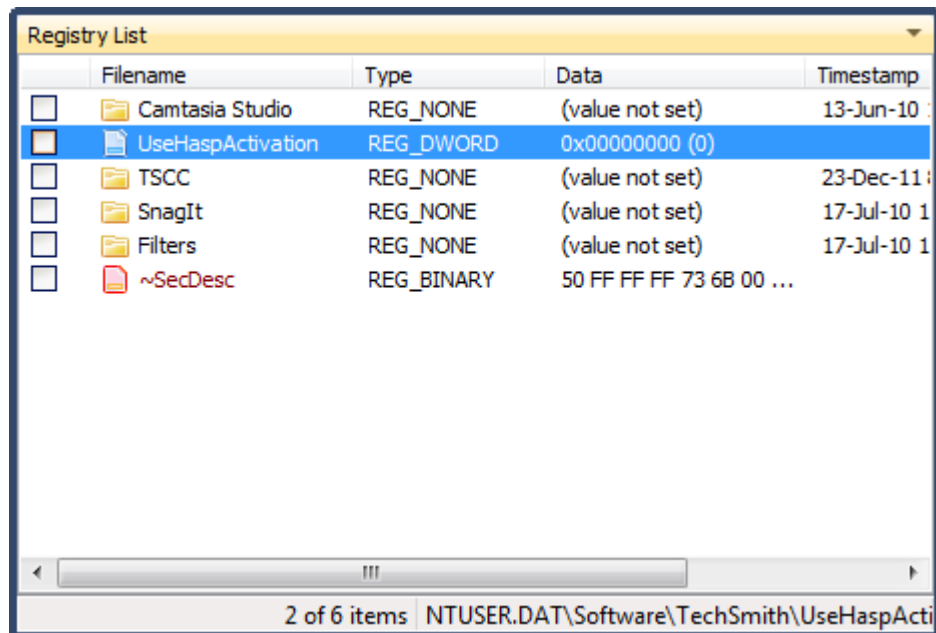 Registry List
Filename Type Data Timestamp
Camtasia Studio REG_NONE (value not set) 13-Jun-10
UseHaspActivation REG_DWORD 0x00000000 (0)
TSCC REG_NONE (value not set) 23-Dec-11
SnagIt REG_NONE (value not set) 17-Jul-10 1
Filters REG_NONE (value not set) 17-Jul-10 1
~SecDesc REG_BINARY 50 FF FF FF 73 6B 00 ...
2 of 6 items NTUSER.DAT\Software\TechSmith\UseHaspActi